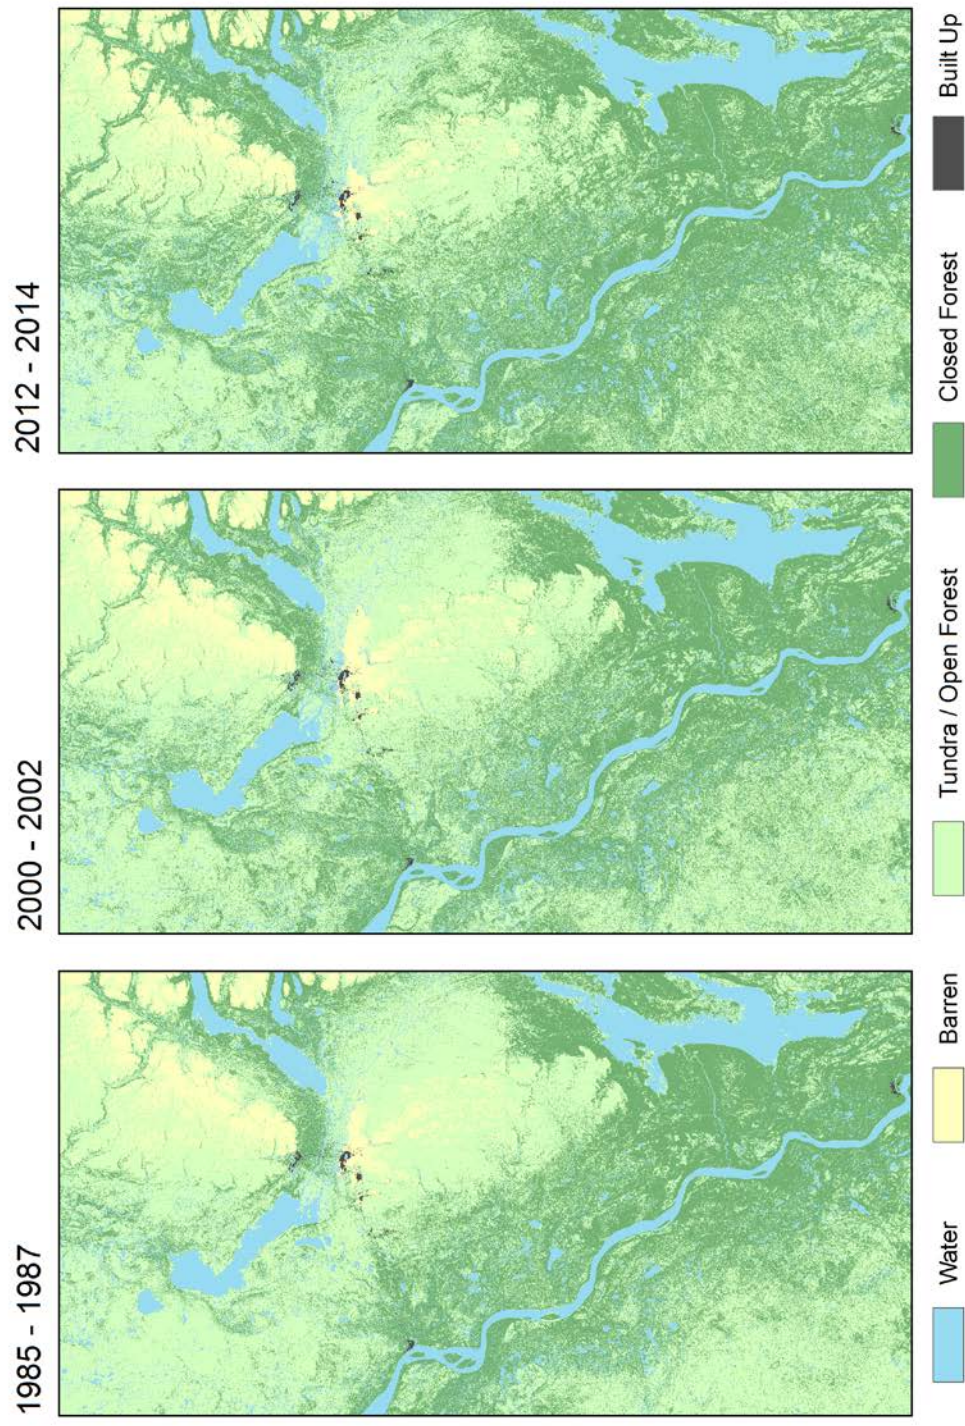 1985 - 1987
2000 - 2002
2012 - 2014
Water
Barren
Tundra / Open Forest
Closed Forest
Built Up